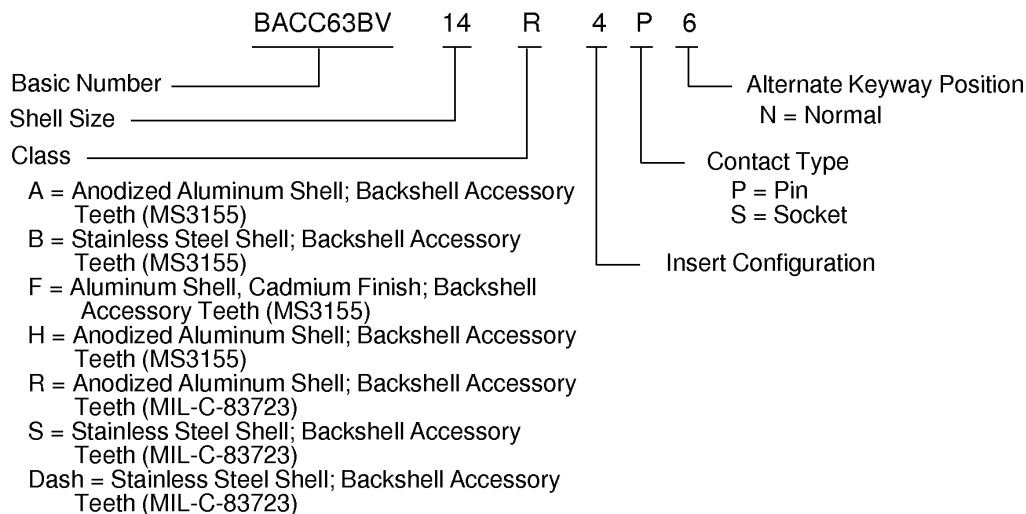 BACC63BV 14 R 4 P 6
Basic Number
Alternate Keyway Position
N = Normal
Shell Size
Class
Contact Type
P = Pin
S = Socket
A = Anodized Aluminum Shell; Backshell Accessory
Teeth (MS3155)
B = Stainless Steel Shell; Backshell Accessory
Teeth (MS3155)
Insert Configuration
F = Aluminum Shell, Cadmium Finish; Backshell
Accessory Teeth (MS3155)
H = Anodized Aluminum Shell; Backshell Accessory
Teeth (MS3155)
R = Anodized Aluminum Shell; Backshell Accessory
Teeth (MIL-C-83723)
S = Stainless Steel Shell; Backshell Accessory
Teeth (MIL-C-83723)
Dash = Stainless Steel Shell; Backshell Accessory
Teeth (MIL-C-83723)